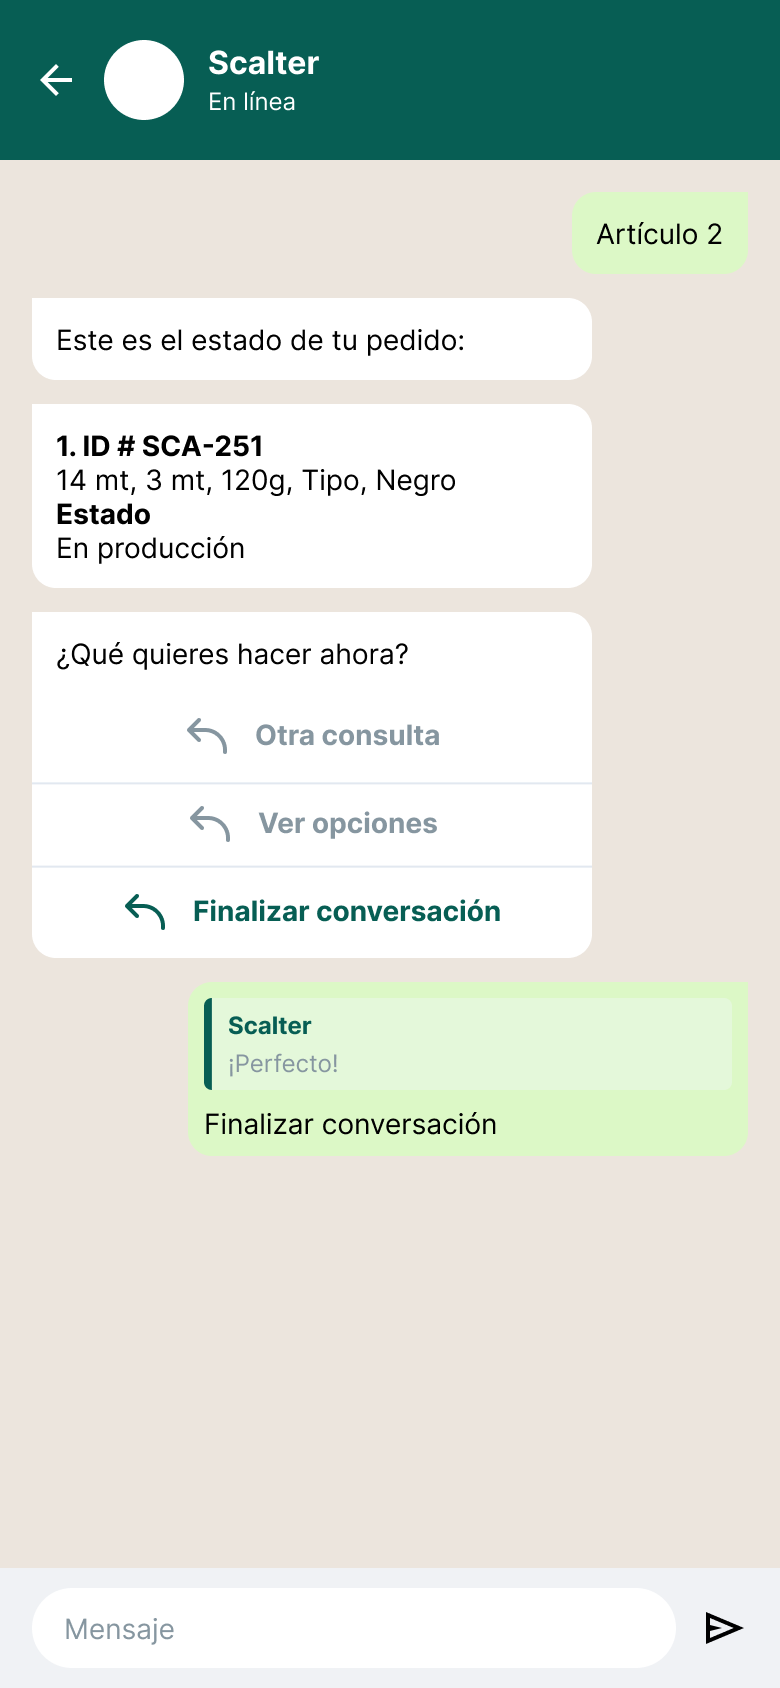 Scalter
En línea
Artículo 2
Este es el estado de tu pedido:
1. ID # SCA-251
14 mt, 3 mt, 120g, Tipo, Negro
Estado
En producción
¿Qué quieres hacer ahora?
Otra consulta
Ver opciones
Finalizar conversación
Scalter
¡Perfecto!
Finalizar conversación
Mensaje